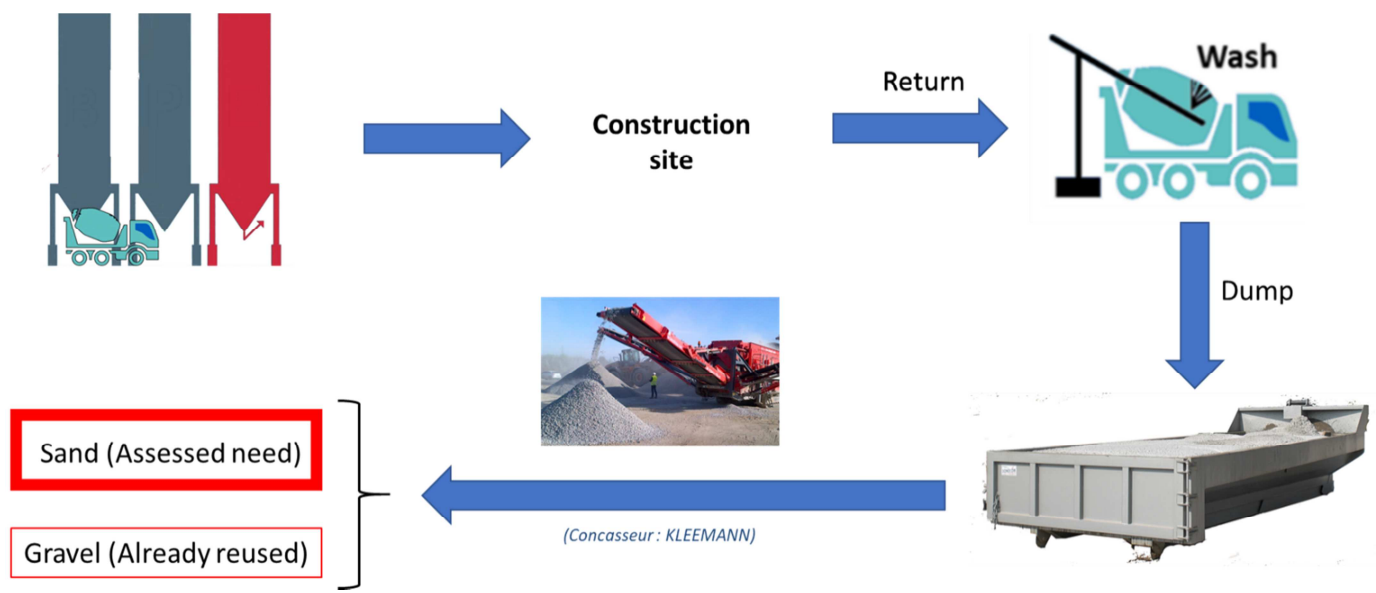 Construction
site
Return
Wash
Dump
Sand (Assessed need)
Gravel (Already reused)
(Concasseur : KLEEMANN)